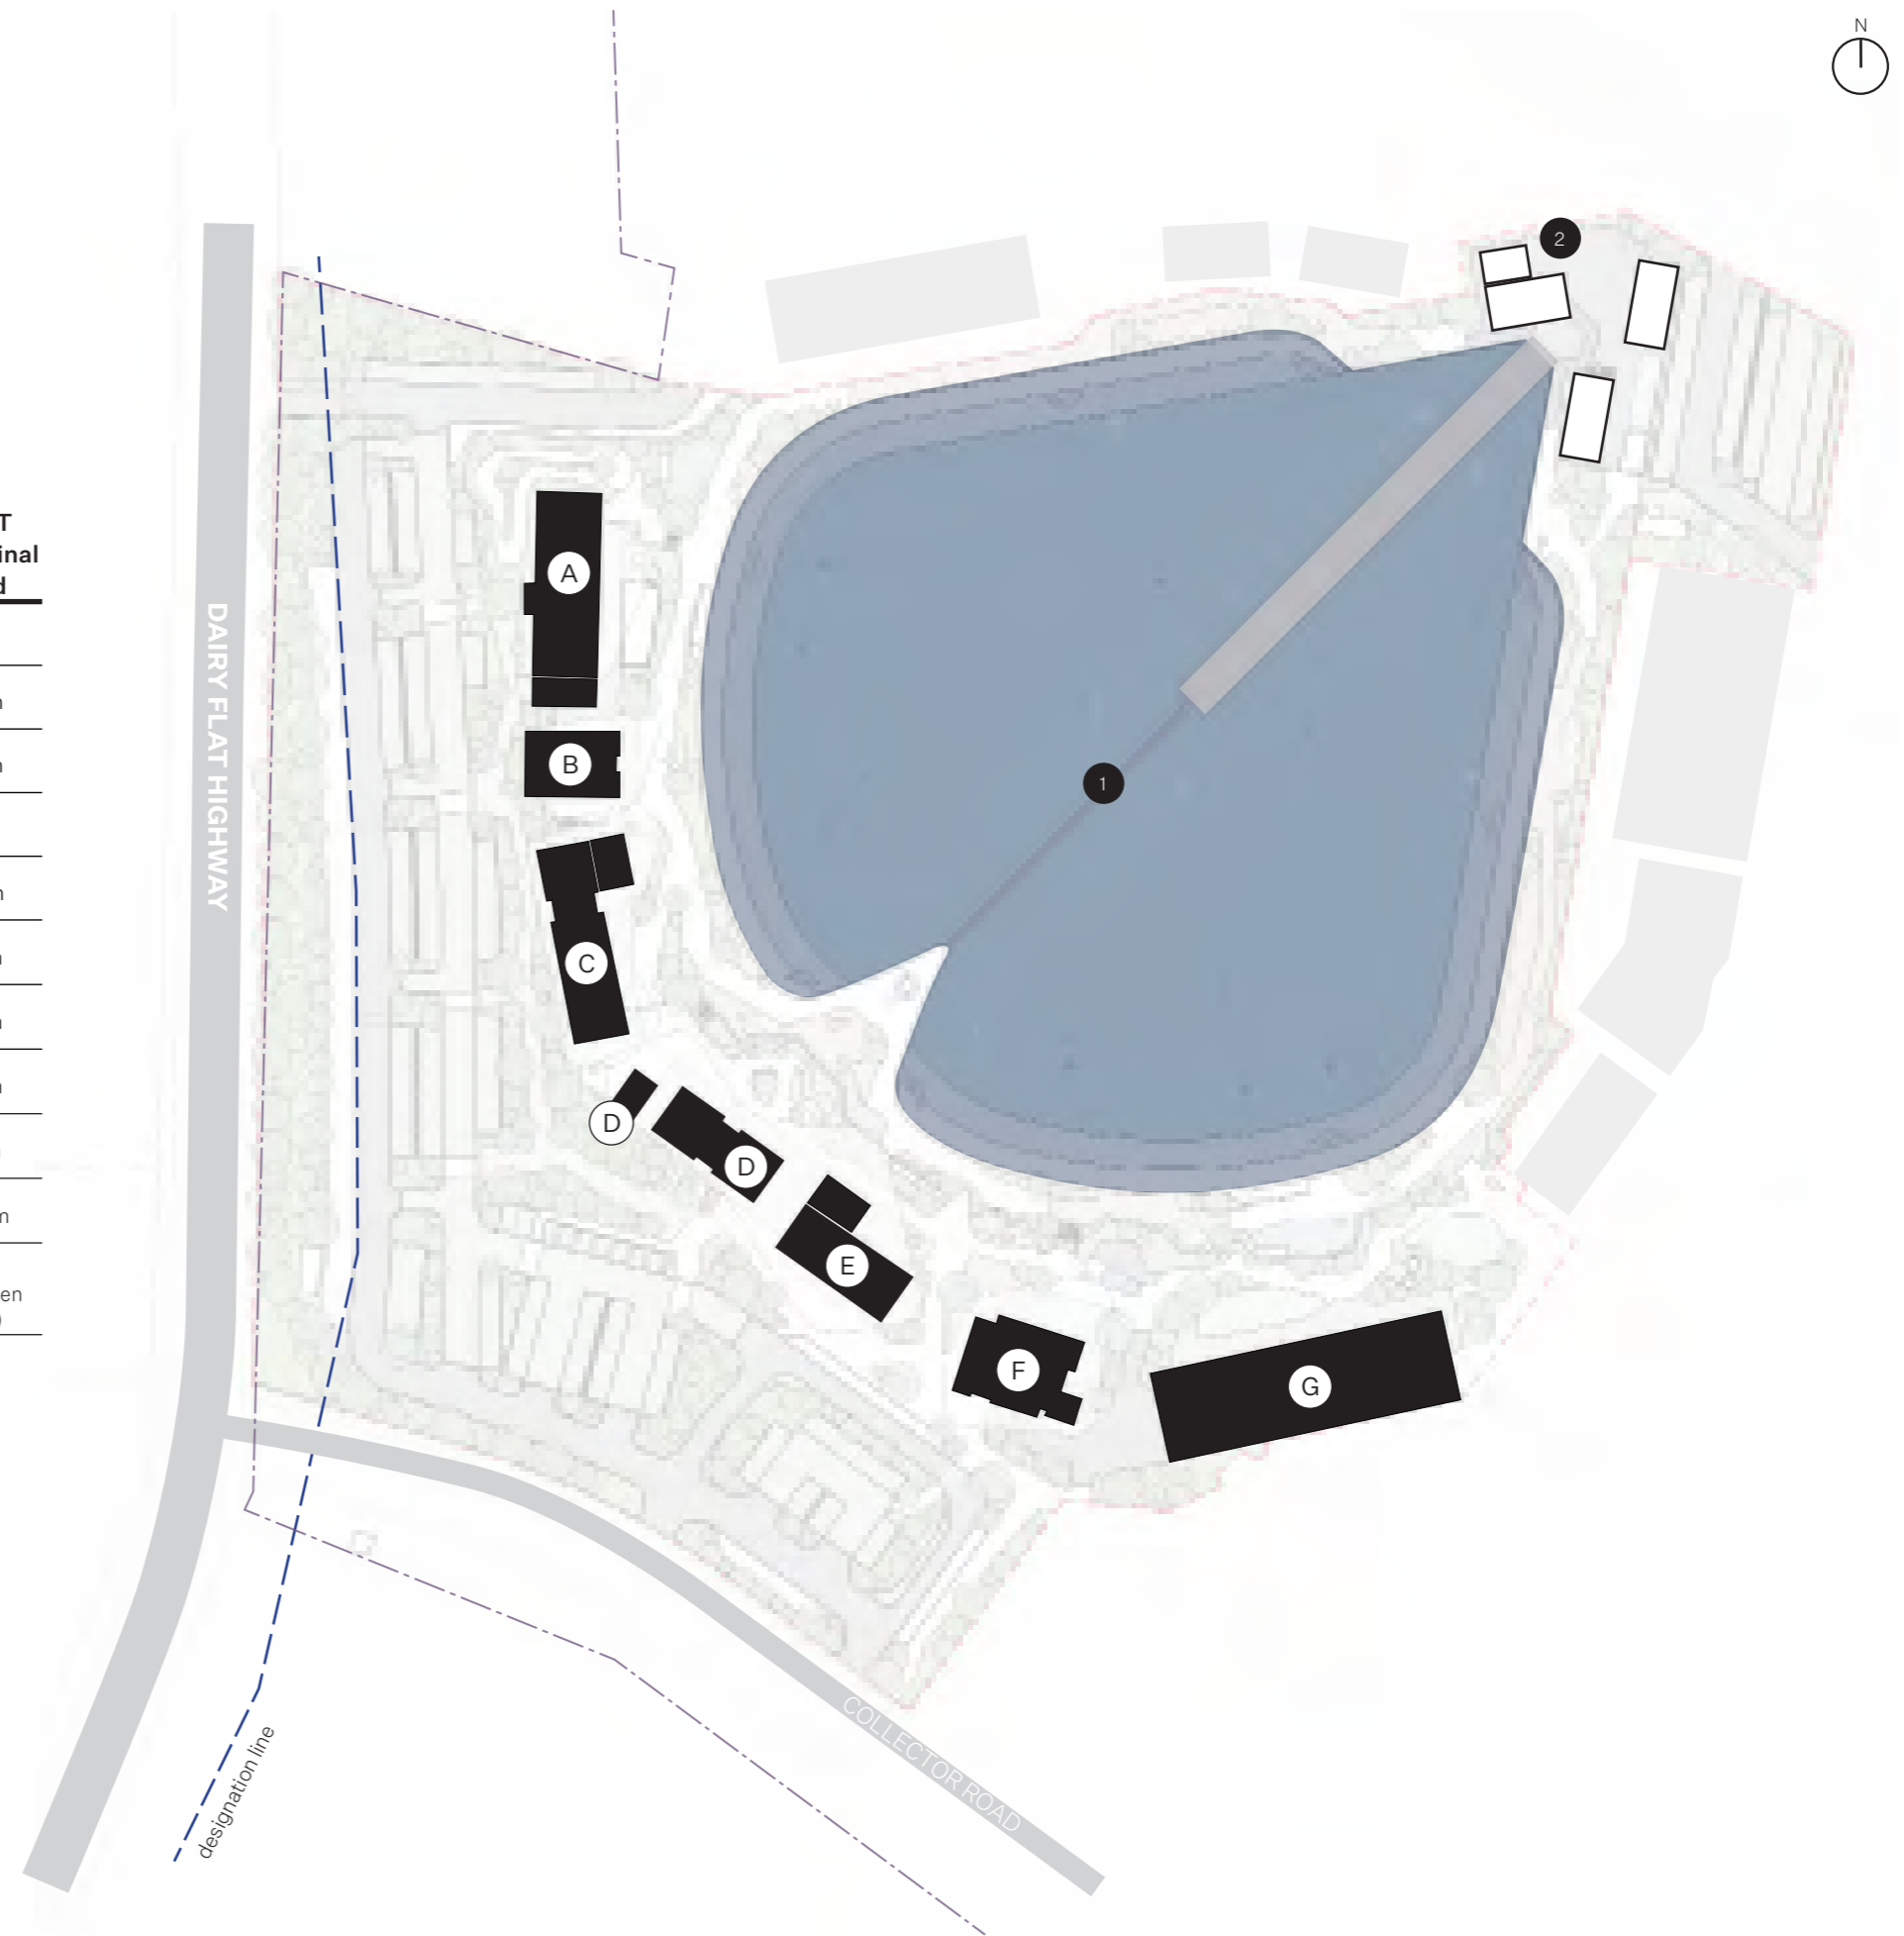 N
2
T
inal
d
A
DAIRY FLAT HIGHWAY
B
1
C
D
D
E
en
F
G
COLLECTOR ROAD
designation line